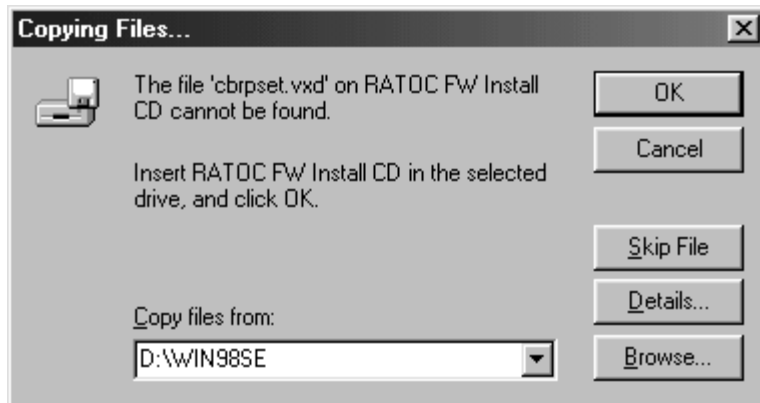 Copying Files...
The file 'cbrpset.vxd' on RATOC FW Install
CD cannot be found.
OK
Cancel
Insert RATOC FW Install CD in the selected
drive, and click OK.
Skip File
Details...
Copy files from:
D:\WIN98SE
Browse...